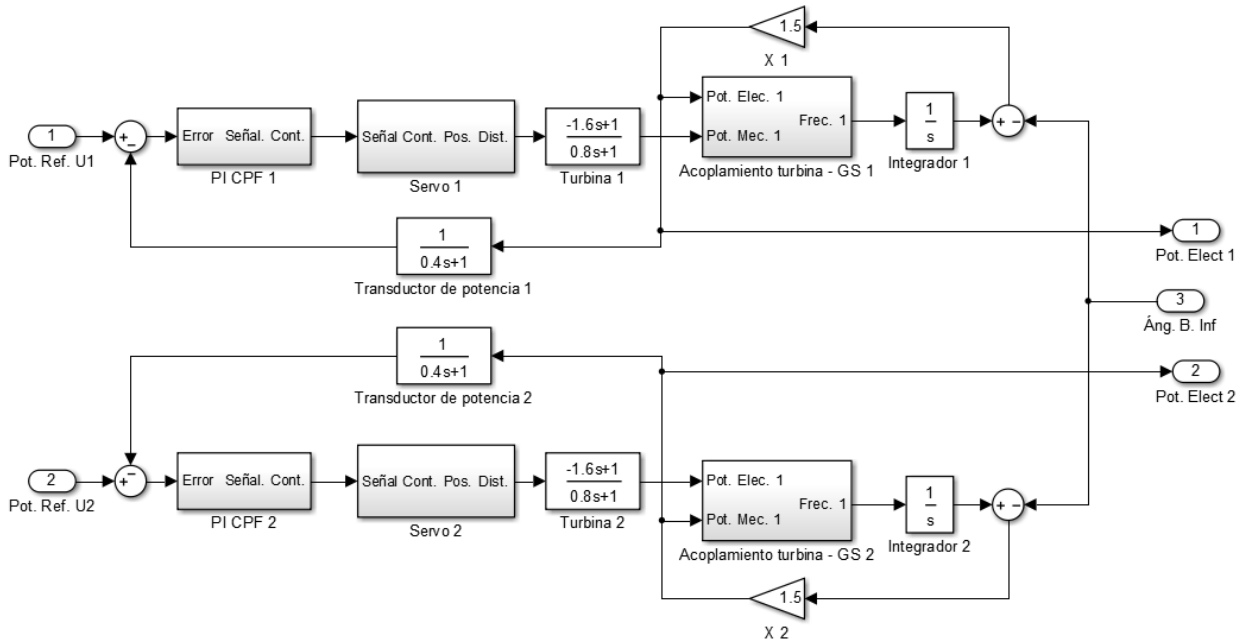 1.5
X 1
Pot. Elec. 1
Pot. Mec. 1
Frec. 1
Acoplamiento turbina - GS 1
1
s
Integrador 1
+ −
1
Pot. Ref. U1
+ −
Error Señal. Cont.
PI CPF 1
Señal Cont. Pos. Dist.
Servo 1
-1.6s+1
0.8s+1
Turbina 1
1
0.4s+1
Transductor de potencia 1
1
Pot. Elect 1
3
Áng. B. Inf
1
0.4s+1
Transductor de potencia 2
2
Pot. Elect 2
2
Pot. Ref. U2
+ −
Error Señal. Cont.
PI CPF 2
Señal Cont. Pos. Dist.
Servo 2
-1.6s+1
0.8s+1
Turbina 2
Pot. Elec. 1
Pot. Mec. 1
Frec. 1
Acoplamiento turbina - GS 2
1
s
Integrador 2
+ −
1.5
X 2